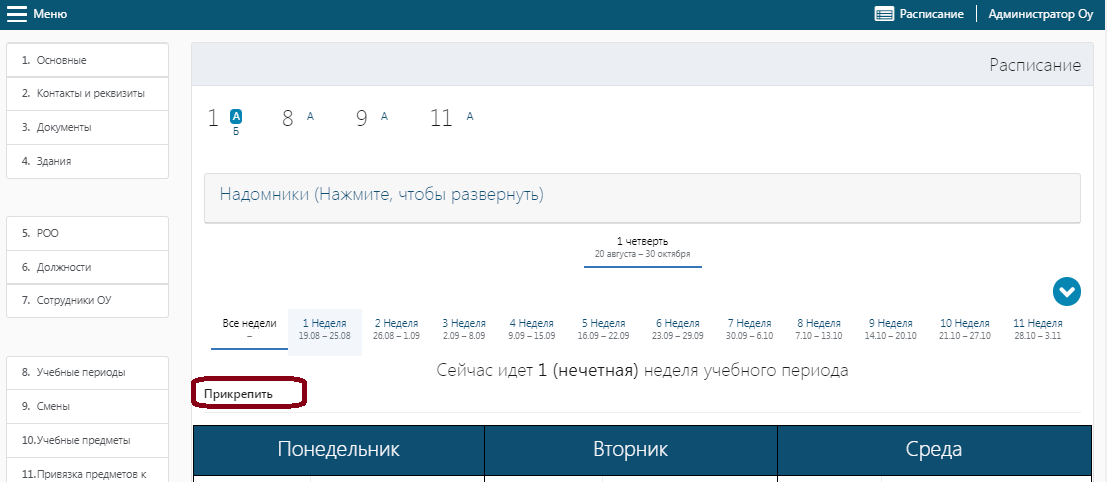 Меню
Расписание
Администратор Оу
1. Основные
2. Контакты и реквизиты
3. Документы
4. Здания
5. РОО
6. Должности
7. Сотрудники ОУ
8. Учебные периоды
9. Смены
10.Учебные предметы
11.Привязка предметов к
Расписание
1 А
Б
8 А
9 А
11 А
Надомники (Нажмите, чтобы развернуть)
1 четверть
20 августа – 30 октября
Все недели
–
1 Неделя
19.08 – 25.08
2 Неделя
26.08 – 1.09
3 Неделя
2.09 – 8.09
4 Неделя
9.09 – 15.09
5 Неделя
16.09 – 22.09
6 Неделя
23.09 – 29.09
7 Неделя
30.09 – 6.10
8 Неделя
7.10 – 13.10
9 Неделя
14.10 – 20.10
10 Неделя
21.10 – 27.10
11 Неделя
28.10 – 3.11
Сейчас идет 1 (нечетная) неделя учебного периода
Прикрепить
Понедельник
Вторник
Среда